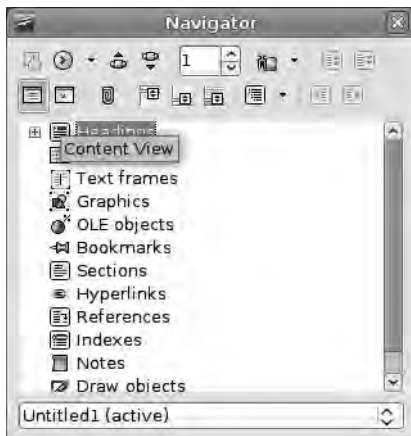 Navigator
1
Headings
Content View
Text frames
Graphics
OLE objects
Bookmarks
Sections
Hyperlinks
References
Indexes
Notes
Draw objects
Untitled1 (active)